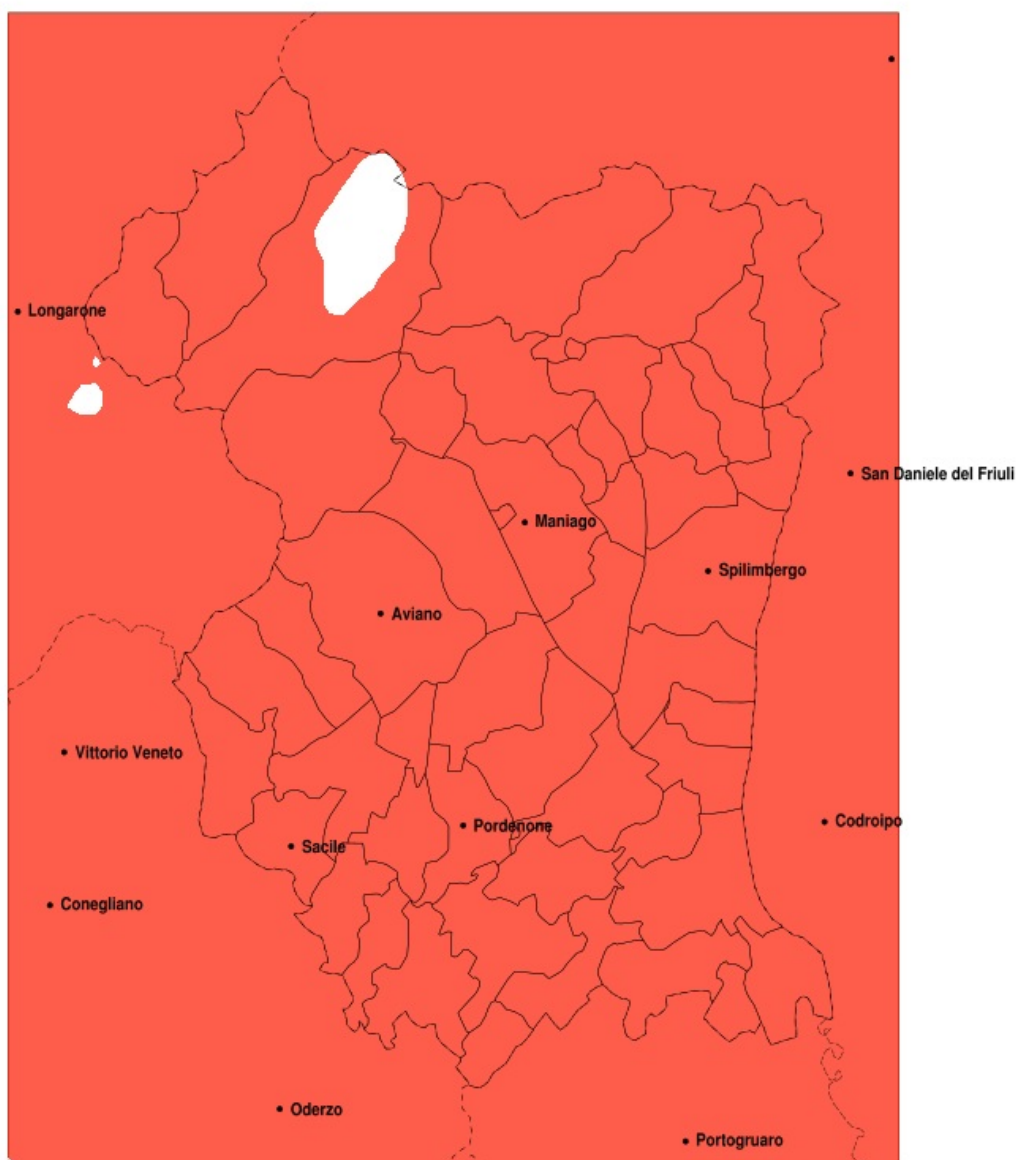 Longarone
San Daniele del Friuli
Maniago
Spilimbergo
Aviano
Vittorio Veneto
Pordenone
Codroipo
Sacile
Conegliano
Oderzo
Portogruaro